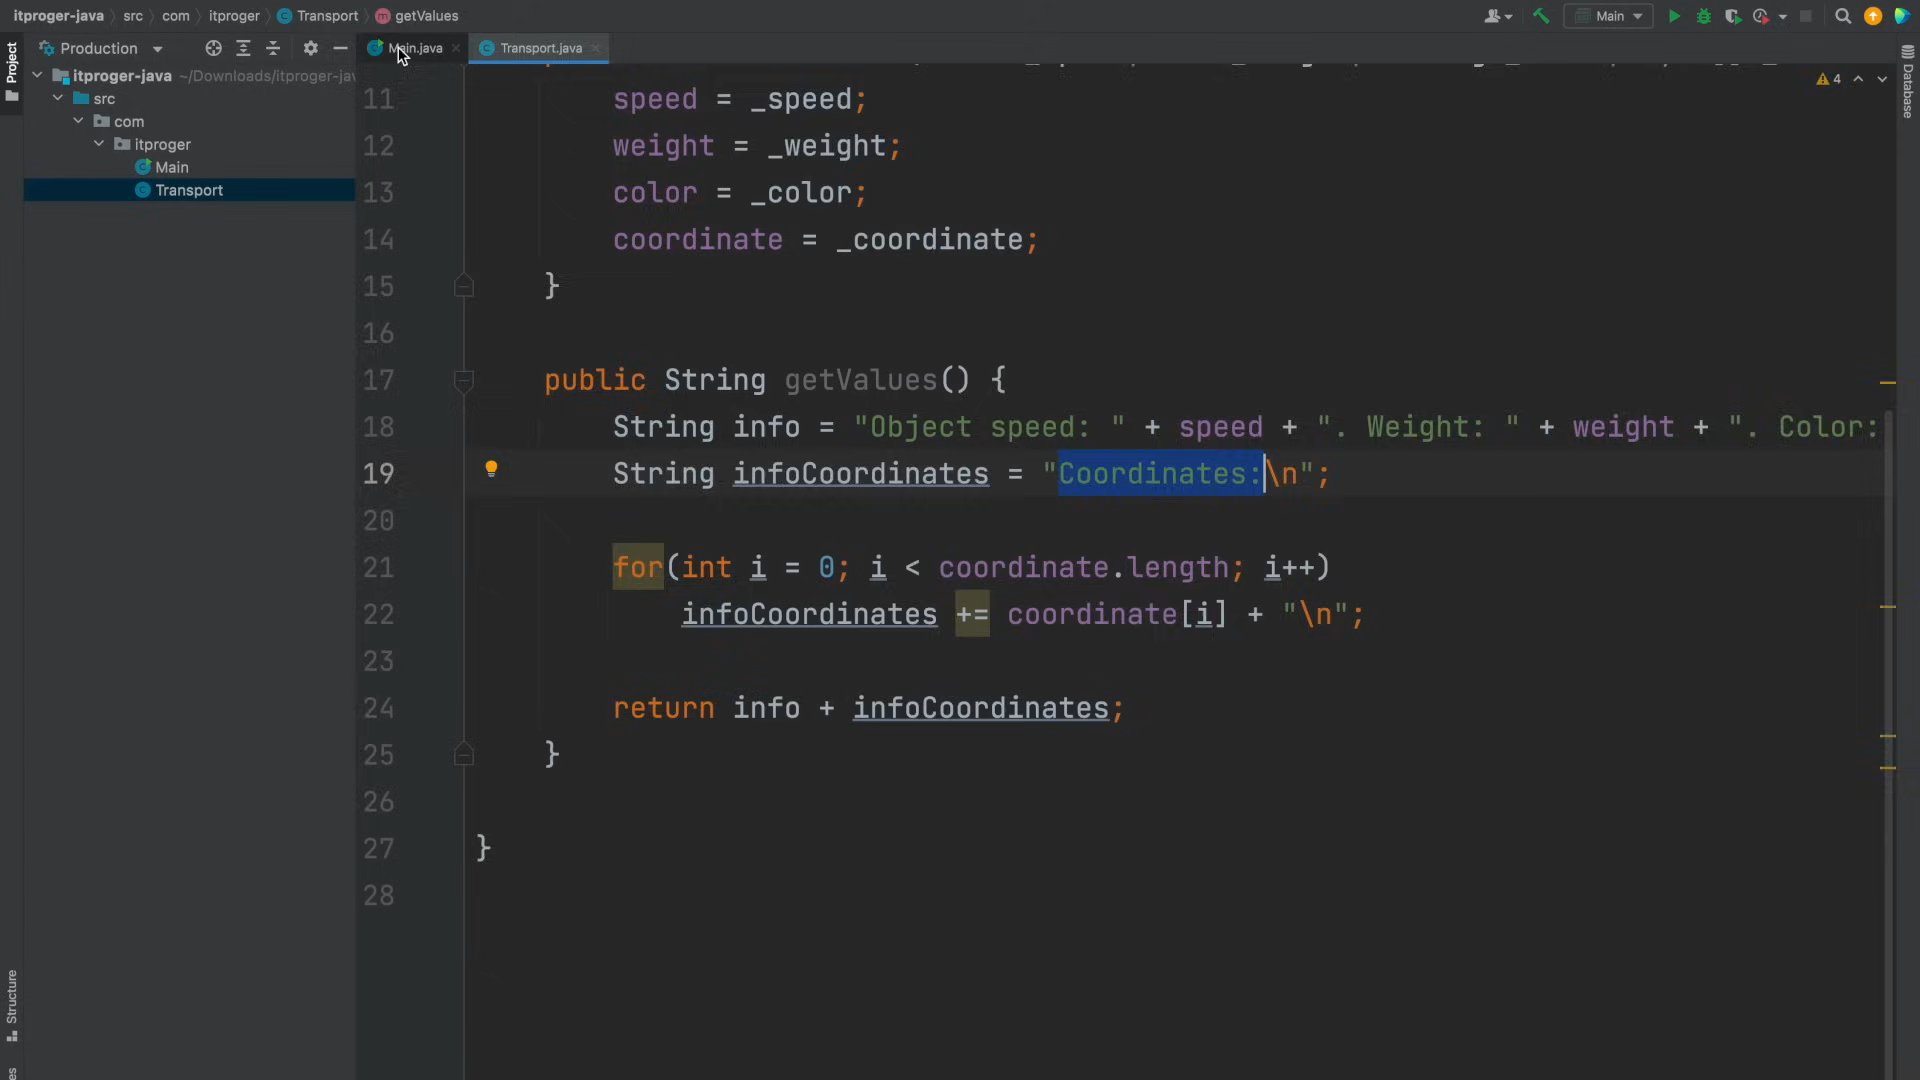 itproger-java src com itproger Transport getValues Main
Project Production Main.java Transport.java
itproger-java ~/Downloads/itproger-jav
src
com
itproger
Main
Transport
4
Database
11 speed = _speed;
12 weight = _weight;
13 color = _color;
14 coordinate = _coordinate;
15 }
16
17 public String getValues() {
18 String info = "Object speed: " + speed + ". Weight: " + weight + ". Color:
19 String infoCoordinates = "Coordinates:\n";
20
21 for(int i = 0; i < coordinate.length; i++)
22 infoCoordinates += coordinate[i] + "\n";
23
24 return info + infoCoordinates;
25 }
26
27 }
28
Structure